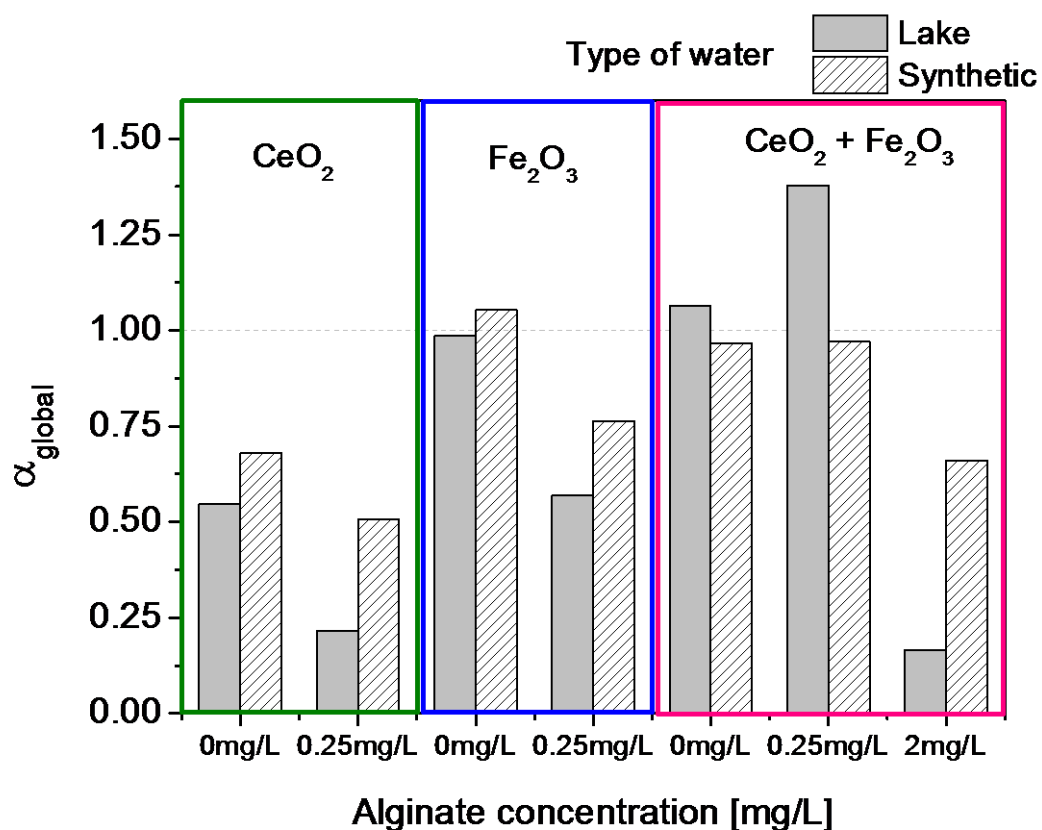 Type of water
Lake
Synthetic
CeO₂
Fe₂O₃
CeO₂ + Fe₂O₃
1.50
1.25
1.00
0.75
0.50
0.25
0.00
α_global
0mg/L 0.25mg/L 0mg/L 0.25mg/L 0mg/L 0.25mg/L 2mg/L
Alginate concentration [mg/L]